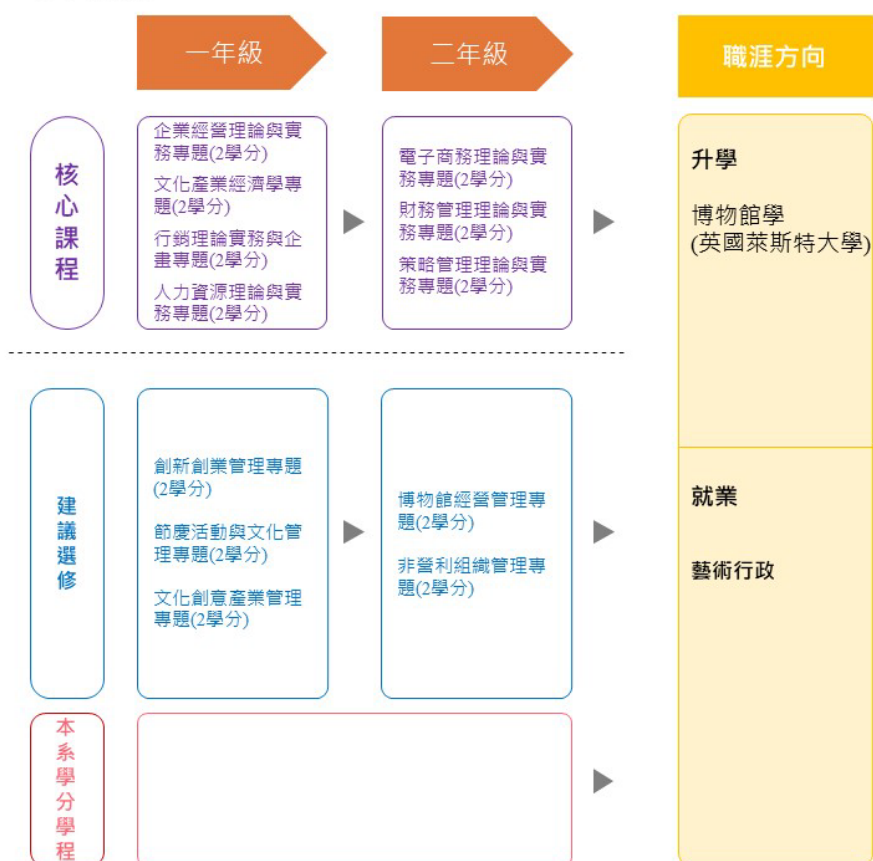 一年級
二年級
職涯方向
核
心
課
程
企業經營理論與實
務專題(2學分)
文化產業經濟學專
題(2學分)
行銷理論實務與企
畫專題(2學分)
人力資源理論與實
務專題(2學分)
電子商務理論與實
務專題(2學分)
財務管理理論與實
務專題(2學分)
策略管理理論與實
務專題(2學分)
升學
博物館學
(英國萊斯特大學)
建
議
選
修
創新創業管理專題
(2學分)
節慶活動與文化管
理專題(2學分)
文化創意產業管理
專題(2學分)
博物館經營管理專
題(2學分)
非營利組織管理專
題(2學分)
就業
藝術行政
本
系
學
分
學
程